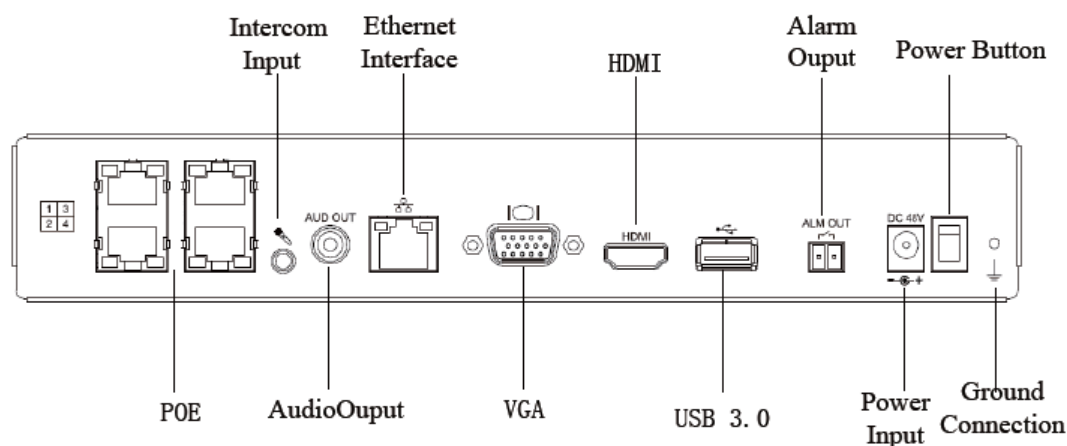 Intercom
Input
Ethernet
Interface
HDMI
Alarm
Ouput
Power Button
1 3
2 4
AUD OUT
HDMI
ALM OUT
DC 48V
POE
AudioOuput
VGA
USB 3.0
Power
Input
Ground
Connection